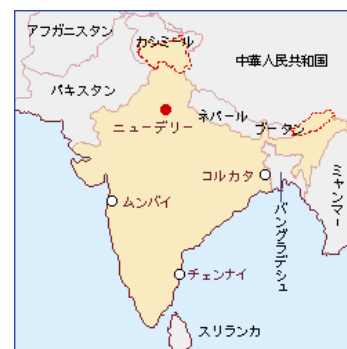 アフガニスタン
カシミール
中華人民共和国
パキスタン
ネパール
ブータン
ニューデリー
コルカタ
ミャンマー
ムンバイ
バングラデシュ
チェンナイ
スリランカ